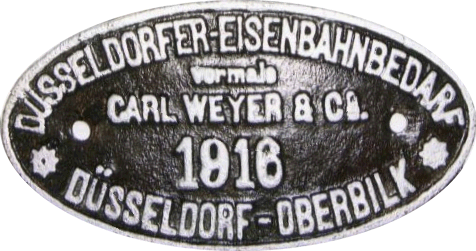 DÜSSELDORFER-EISENBAHNBEDARF
vormals
CARL WEYER & Co.
1916
DÜSSELDORF-OBERBILK